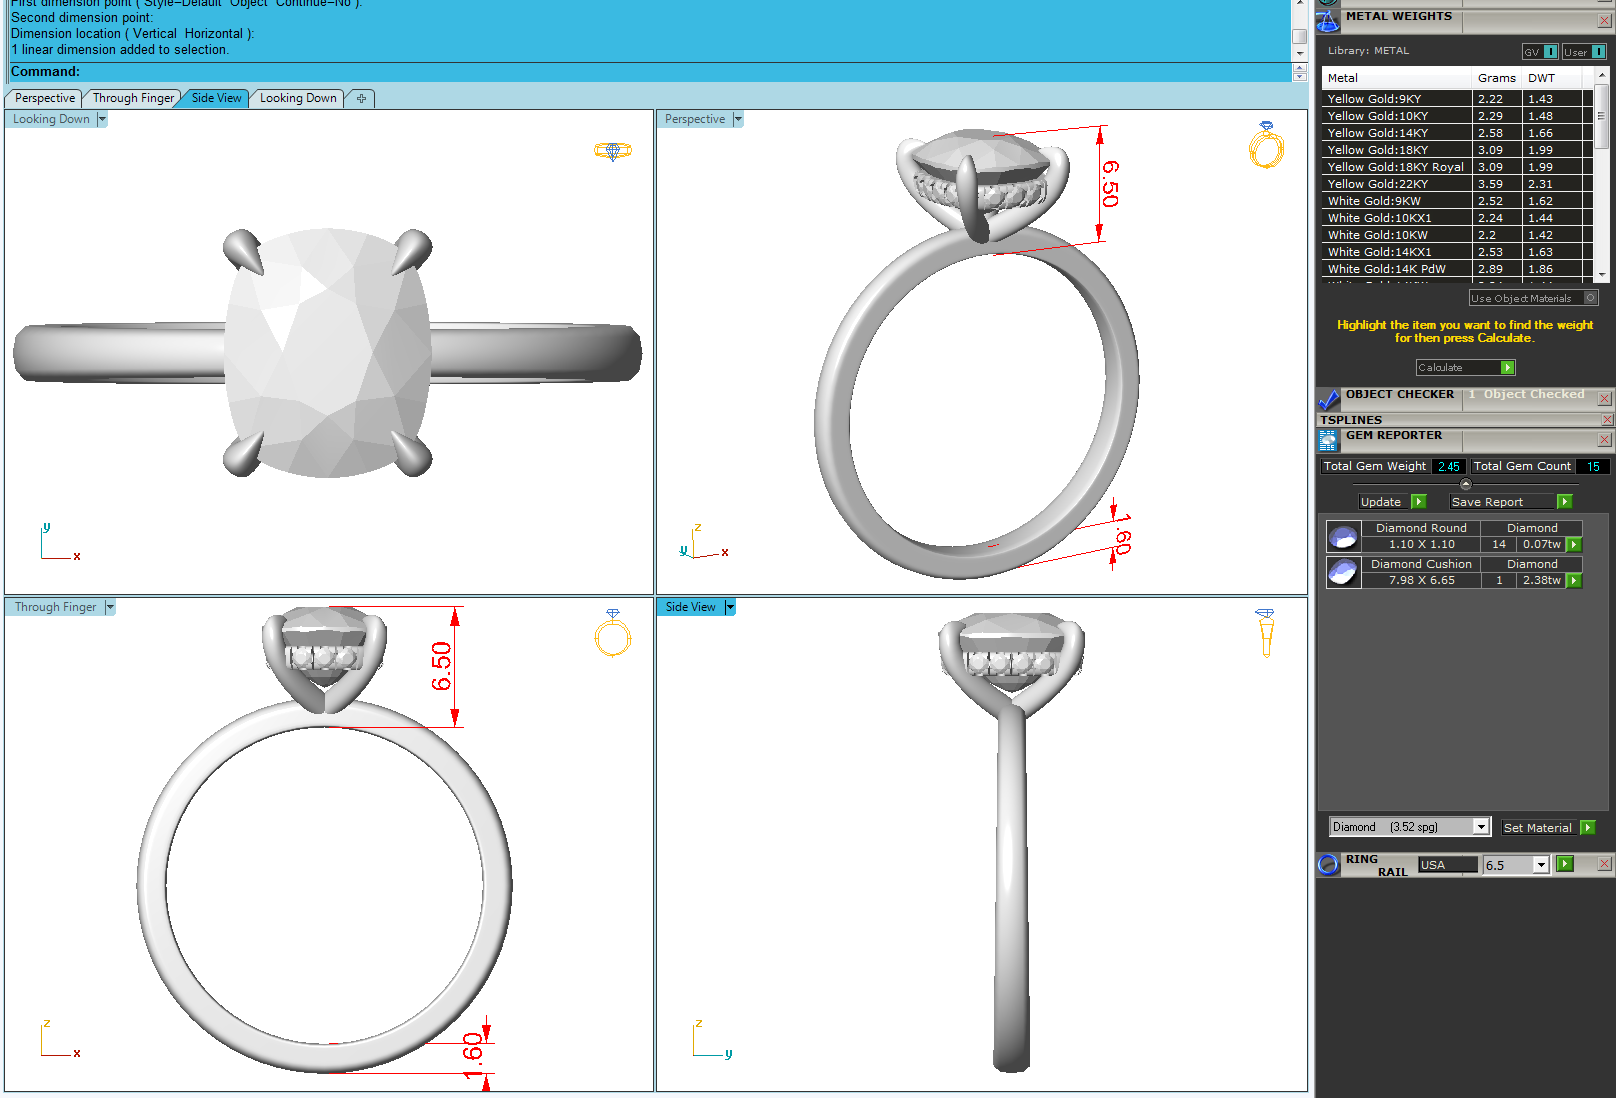 First dimension point ( Style=Default Object Continue=No ):
Second dimension point:
Dimension location ( Vertical Horizontal ):
1 linear dimension added to selection.
Command:
Perspective Through Finger Side View Looking Down
Looking Down
y
x
Perspective
6.50
1.60
z
y
x
Through Finger
6.50
1.60
z
x
Side View
z
y
METAL WEIGHTS
Library: METAL GV I User I
Metal Grams DWT
Yellow Gold:9KY 2.22 1.43
Yellow Gold:10KY 2.29 1.48
Yellow Gold:14KY 2.58 1.66
Yellow Gold:18KY 3.09 1.99
Yellow Gold:18KY Royal 3.09 1.99
Yellow Gold:22KY 3.59 2.31
White Gold:9KW 2.52 1.62
White Gold:10KX1 2.24 1.44
White Gold:10KW 2.2 1.42
White Gold:14KX1 2.53 1.63
White Gold:14K PdW 2.89 1.86
Use Object Materials
Highlight the item you want to find the weight
for then press Calculate.
Calculate
OBJECT CHECKER 1 Object Checked
TSPLINES
GEM REPORTER
Total Gem Weight 2.45 Total Gem Count 15
Update Save Report
Diamond Round Diamond
1.10 X 1.10 14 0.07tw
Diamond Cushion Diamond
7.98 X 6.65 1 2.38tw
Diamond (3.52 spg) Set Material
RING RAIL USA 6.5